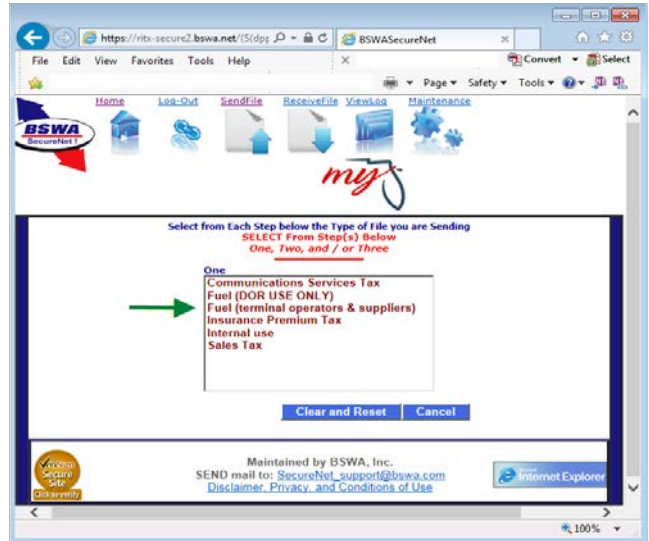 https://ritx-secure2.bswa.net/(S(dpp
BSWASecureNet
File Edit View Favorites Tools Help
Convert Select
Page Safety Tools
Home Log-Out SendFile ReceiveFile ViewLog Maintenance
BSWA
SecureNet!
my
Select from Each Step below the Type of File you are Sending
SELECT From Step(s) Below
One, Two, and / or Three
One
Communications Services Tax
Fuel (DOR USE ONLY)
Fuel (terminal operators & suppliers)
Insurance Premium Tax
Internal use
Sales Tax
Clear and Reset Cancel
Secure
Site
Click to verify
Maintained by BSWA, Inc.
SEND mail to: SecureNet_support@bswa.com
Disclaimer, Privacy, and Conditions of Use
Internet Explorer
100%